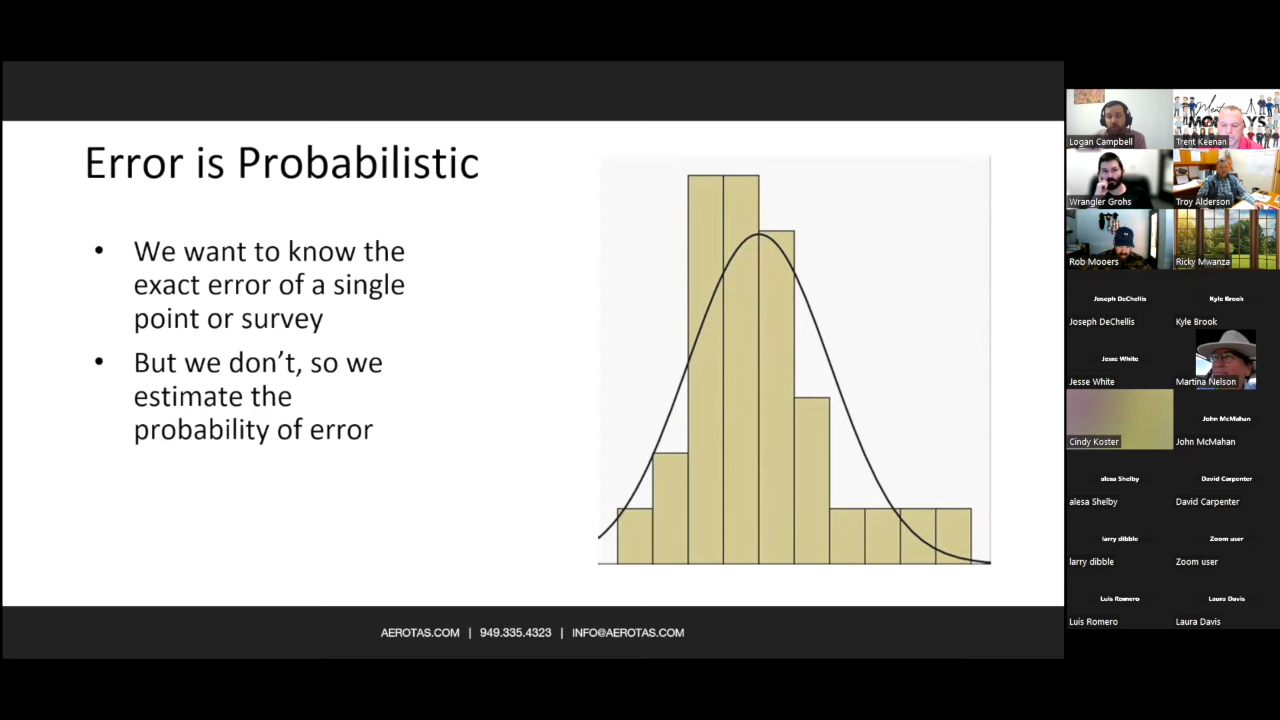 Error is Probabilistic
• We want to know the
exact error of a single
point or survey
• But we don’t, so we
estimate the
probability of error
AEROTAS.COM | 949.335.4323 | INFO@AEROTAS.COM
Logan Campbell
Trent Keenan
Wrangler Grohs
Troy Alderson
Rob Mooers
Ricky Mwanza
Joseph DeChellis
Kyle Brook
Joseph DeChellis
Kyle Brook
Jesse White
Jesse White
Martina Nelson
Cindy Koster
John McMahan
John McMahan
alesa Shelby
David Carpenter
alesa Shelby
David Carpenter
larry dibble
Zoom user
larry dibble
Zoom user
Luis Romero
Laura Davis
Luis Romero
Laura Davis